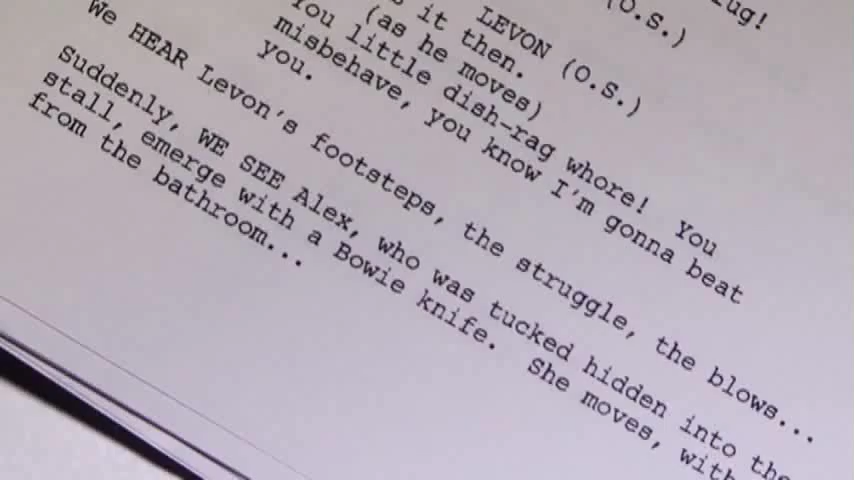 ug!
(O.S.)
LEVON (O.S.)
s it then.
(as he moves)
You little dish-rag whore! You
misbehave, you know I'm gonna beat
you.
We HEAR Levon's footsteps, the struggle, the blows...
Suddenly, WE SEE Alex, who was tucked hidden into the
stall, emerge with a Bowie knife. She moves, with
from the bathroom...